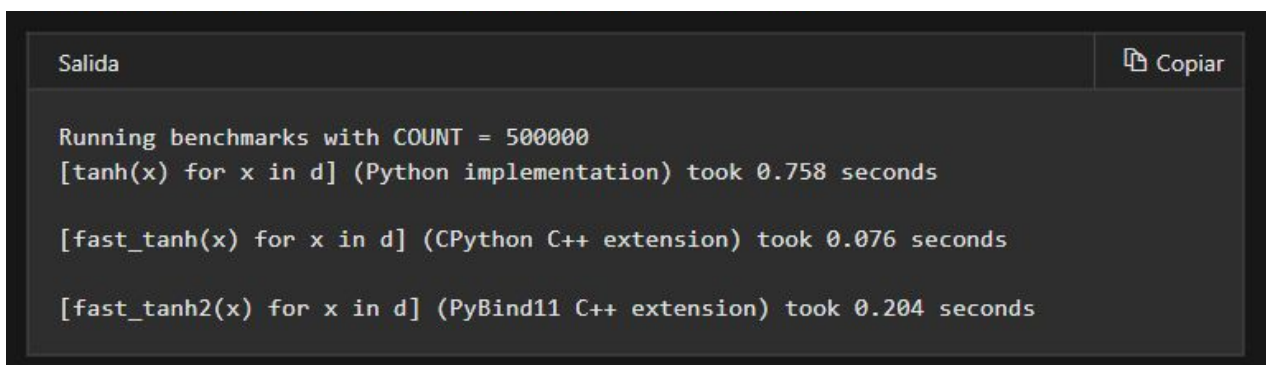 Salida
Copiar
Running benchmarks with COUNT = 500000
[tanh(x) for x in d] (Python implementation) took 0.758 seconds
[fast_tanh(x) for x in d] (CPython C++ extension) took 0.076 seconds
[fast_tanh2(x) for x in d] (PyBind11 C++ extension) took 0.204 seconds